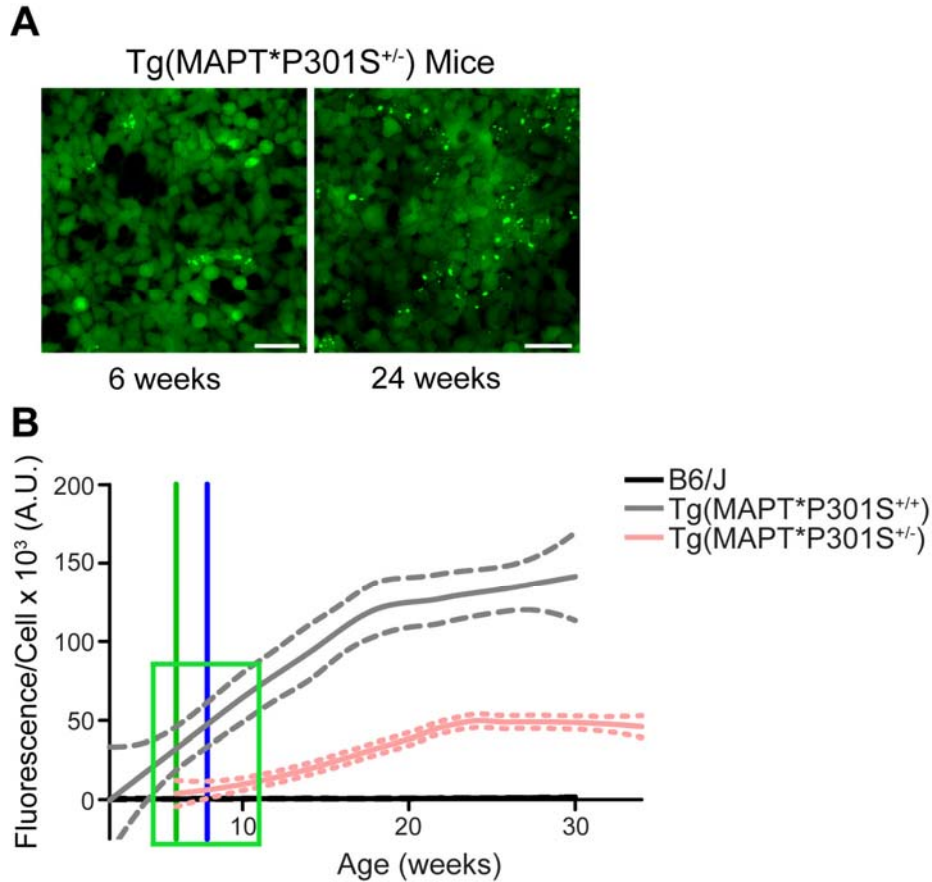 A
Tg(MAPT*P301S+/-) Mice
6 weeks
24 weeks
B
Fluorescence/Cell x 10³ (A.U.)
200
150
100
50
0
10
20
30
Age (weeks)
B6/J
Tg(MAPT*P301S+/+)
Tg(MAPT*P301S+/-)